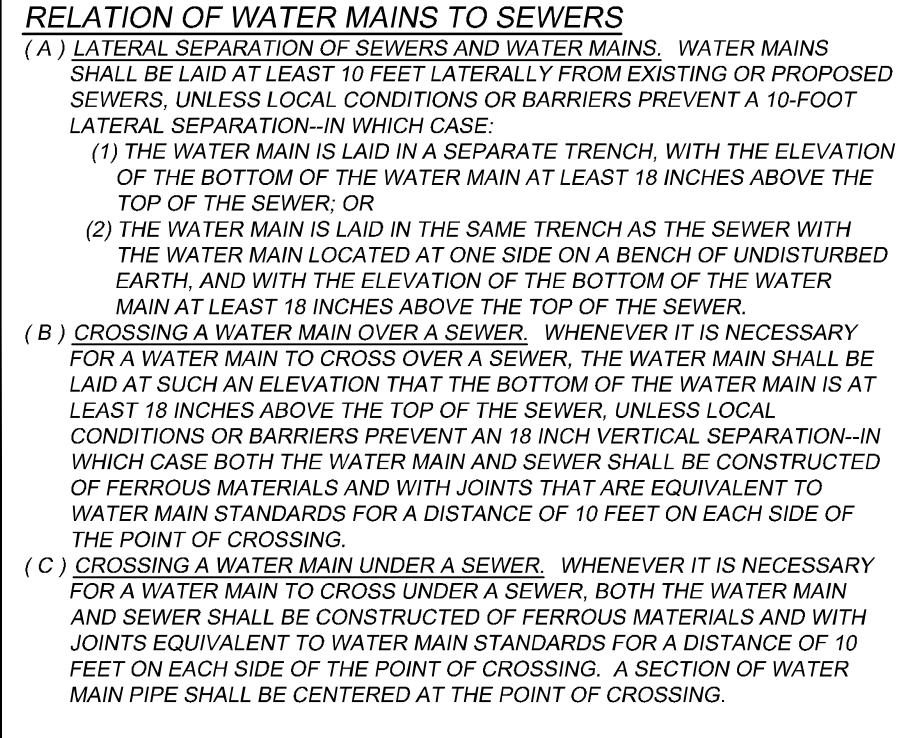 RELATION OF WATER MAINS TO SEWERS
( A ) LATERAL SEPARATION OF SEWERS AND WATER MAINS. WATER MAINS
SHALL BE LAID AT LEAST 10 FEET LATERALLY FROM EXISTING OR PROPOSED
SEWERS, UNLESS LOCAL CONDITIONS OR BARRIERS PREVENT A 10-FOOT
LATERAL SEPARATION--IN WHICH CASE:
(1) THE WATER MAIN IS LAID IN A SEPARATE TRENCH, WITH THE ELEVATION
OF THE BOTTOM OF THE WATER MAIN AT LEAST 18 INCHES ABOVE THE
TOP OF THE SEWER; OR
(2) THE WATER MAIN IS LAID IN THE SAME TRENCH AS THE SEWER WITH
THE WATER MAIN LOCATED AT ONE SIDE ON A BENCH OF UNDISTURBED
EARTH, AND WITH THE ELEVATION OF THE BOTTOM OF THE WATER
MAIN AT LEAST 18 INCHES ABOVE THE TOP OF THE SEWER.
( B ) CROSSING A WATER MAIN OVER A SEWER. WHENEVER IT IS NECESSARY
FOR A WATER MAIN TO CROSS OVER A SEWER, THE WATER MAIN SHALL BE
LAID AT SUCH AN ELEVATION THAT THE BOTTOM OF THE WATER MAIN IS AT
LEAST 18 INCHES ABOVE THE TOP OF THE SEWER, UNLESS LOCAL
CONDITIONS OR BARRIERS PREVENT AN 18 INCH VERTICAL SEPARATION--IN
WHICH CASE BOTH THE WATER MAIN AND SEWER SHALL BE CONSTRUCTED
OF FERROUS MATERIALS AND WITH JOINTS THAT ARE EQUIVALENT TO
WATER MAIN STANDARDS FOR A DISTANCE OF 10 FEET ON EACH SIDE OF
THE POINT OF CROSSING.
( C ) CROSSING A WATER MAIN UNDER A SEWER. WHENEVER IT IS NECESSARY
FOR A WATER MAIN TO CROSS UNDER A SEWER, BOTH THE WATER MAIN
AND SEWER SHALL BE CONSTRUCTED OF FERROUS MATERIALS AND WITH
JOINTS EQUIVALENT TO WATER MAIN STANDARDS FOR A DISTANCE OF 10
FEET ON EACH SIDE OF THE POINT OF CROSSING. A SECTION OF WATER
MAIN PIPE SHALL BE CENTERED AT THE POINT OF CROSSING.